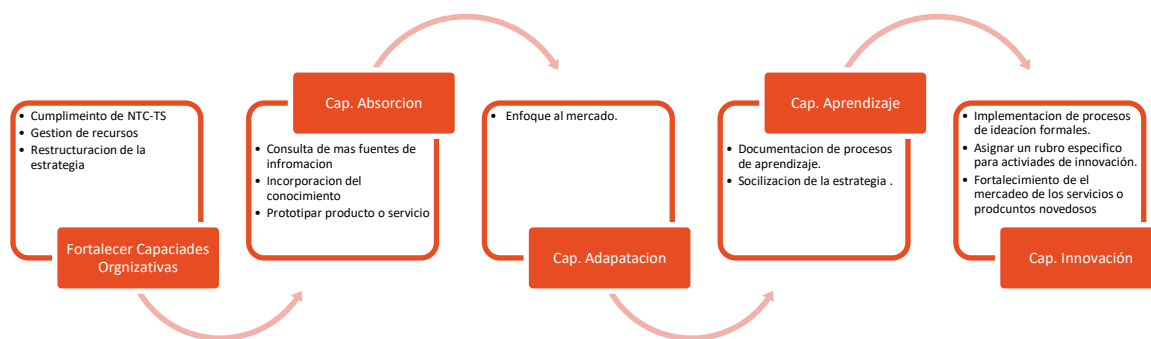 • Cumplimeinto de NTC-TS
• Gestion de recursos
• Restructuracion de la
estrategia
Fortalecer Capaciades
Orgnizativas
Cap. Absorcion
• Consulta de mas fuentes de
infromacion
• Incorporacion del
conocimiento
• Prototipar producto o servicio
• Enfoque al mercado.
Cap. Adapatacion
Cap. Aprendizaje
• Documentacion de procesos
de aprendizaje.
• Socilizacion de la estrategia .
• Implementacion de procesos
de ideacíon formales.
• Asignar un rubro especifico
para activiades de innovación.
• Fortalecimiento de el
mercadeo de los servicios o
prodcuntos novedosos
Cap. Innovación